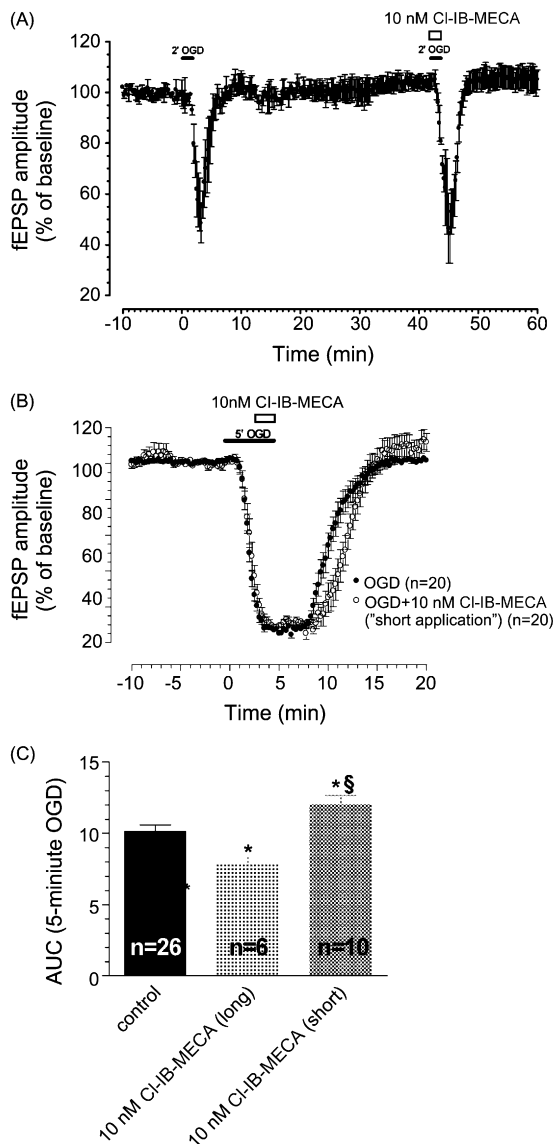 (A)
10 nM Cl-IB-MECA
2' OGD
2' OGD
fEPSP amplitude
(% of baseline)
120
100
80
60
40
20
-10
0
10
20
30
40
50
60
Time (min)
(B)
10nM Cl-IB-MECA
5' OGD
fEPSP amplitude
(% of baseline)
120
100
80
60
40
20
OGD (n=20)
OGD+10 nM Cl-IB-MECA
("short application") (n=20)
-10
-5
0
5
10
15
20
Time (min)
(C)
AUC (5-miniute OGD)
15
10
5
0
*
*
* §
n=26
n=6
n=10
control
10 nM Cl-IB-MECA (long)
10 nM Cl-IB-MECA (short)